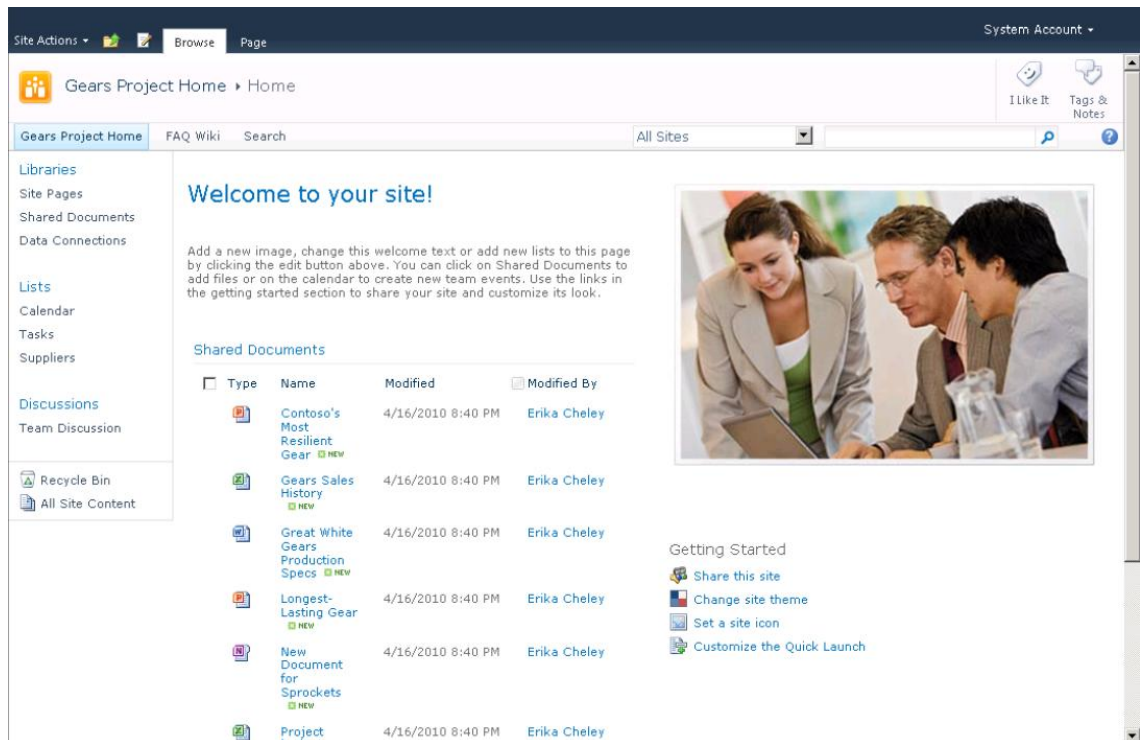 System Account
Site Actions
Browse
Page
Gears Project Home Home
I Like It
Tags &
Notes
Gears Project Home
FAQ Wiki
Search
All Sites
Libraries
Site Pages
Shared Documents
Data Connections
Lists
Calendar
Tasks
Suppliers
Discussions
Team Discussion
Recycle Bin
All Site Content
Welcome to your site!
Add a new image, change this welcome text or add new lists to this page
by clicking the edit button above. You can click on Shared Documents to
add files or on the calendar to create new team events. Use the links in
the getting started section to share your site and customize its look.
Shared Documents
Type Name Modified Modified By
Contoso's 4/16/2010 8:40 PM Erika Cheley
Most
Resilient
Gear NEW
Gears Sales 4/16/2010 8:40 PM Erika Cheley
History
NEW
Great White 4/16/2010 8:40 PM Erika Cheley
Gears
Production
Specs NEW
Longest- 4/16/2010 8:40 PM Erika Cheley
Lasting Gear
NEW
New 4/16/2010 8:40 PM Erika Cheley
Document
for
Sprockets
NEW
Project 4/16/2010 8:40 PM Erika Cheley
Getting Started
Share this site
Change site theme
Set a site icon
Customize the Quick Launch